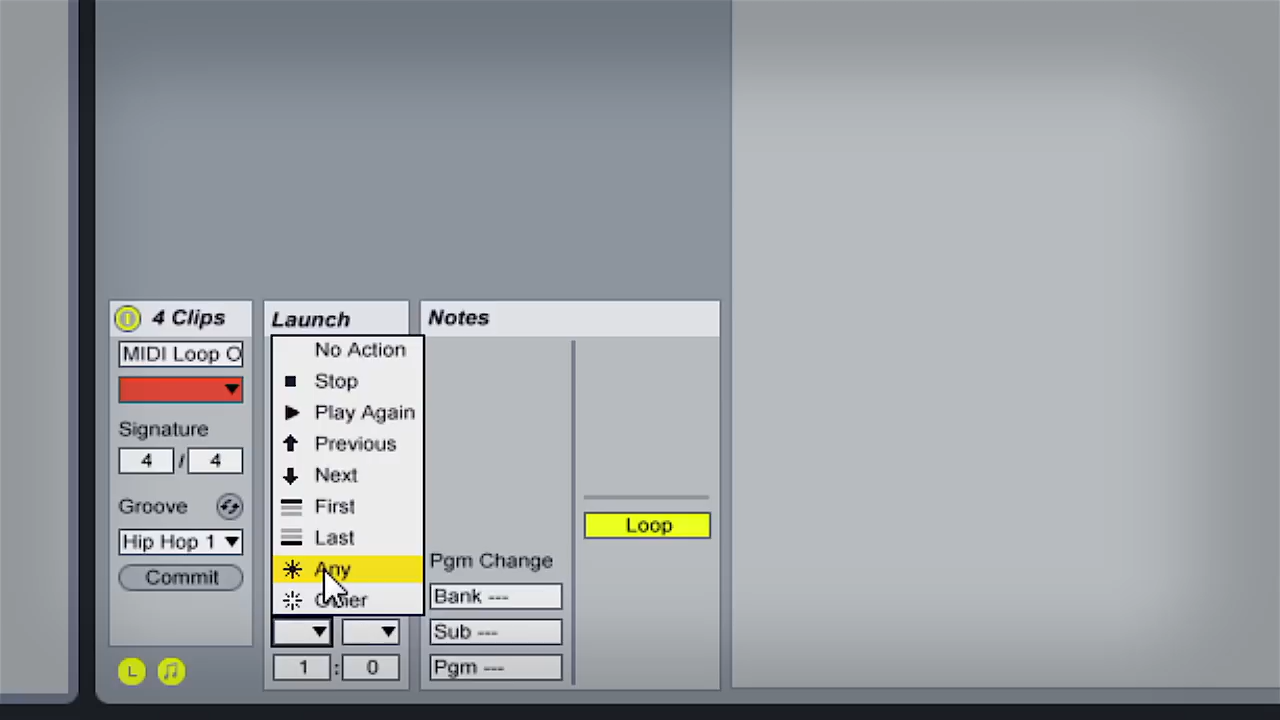 4 Clips
MIDI Loop O
Signature
4 / 4
Groove
Hip Hop 1
Commit
L
Launch
No Action
Stop
Play Again
Previous
Next
First
Last
Any
Other
1 : 0
Notes
Pgm Change
Bank ---
Sub ---
Pgm ---
Loop